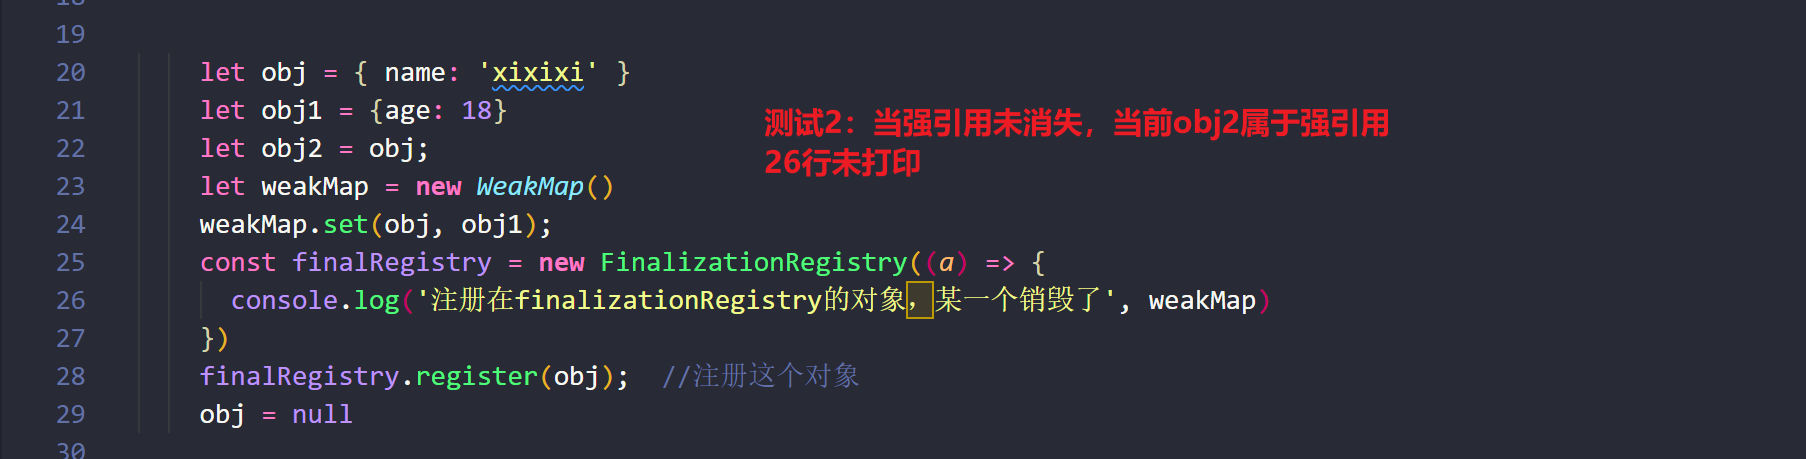 18
19
20 let obj = { name: 'xixixi' }
21 let obj1 = {age: 18}
测试2：当强引用未消失，当前obj2属于强引用
22 let obj2 = obj;
26行未打印
23 let weakMap = new WeakMap()
24 weakMap.set(obj, obj1);
25 const finalRegistry = new FinalizationRegistry((a) => {
26 console.log('注册在finalizationRegistry的对象，某一个销毁了', weakMap)
27 })
28 finalRegistry.register(obj); //注册这个对象
29 obj = null
30